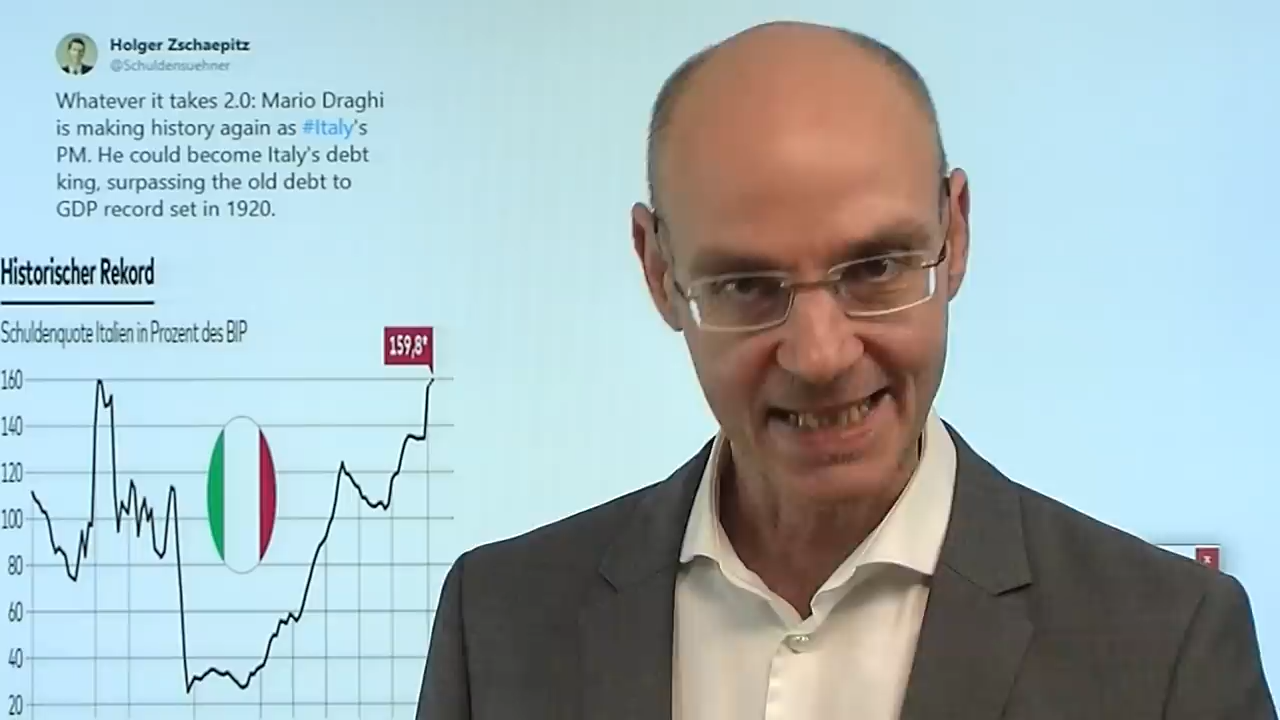 Holger Zschaepitz
@Schuldensuehner
Whatever it takes 2.0: Mario Draghi
is making history again as #Italy's
PM. He could become Italy's debt
king, surpassing the old debt to
GDP record set in 1920.
Historischer Rekord
Schuldenquote Italien in Prozent des BIP
159,8*
160
140
120
100
80
60
40
20